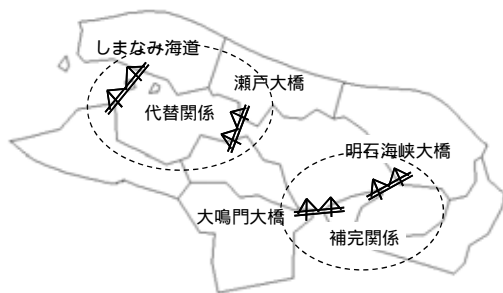 しまなみ海道
瀬戸大橋
代替関係
明石海峡大橋
大鳴門大橋
補完関係